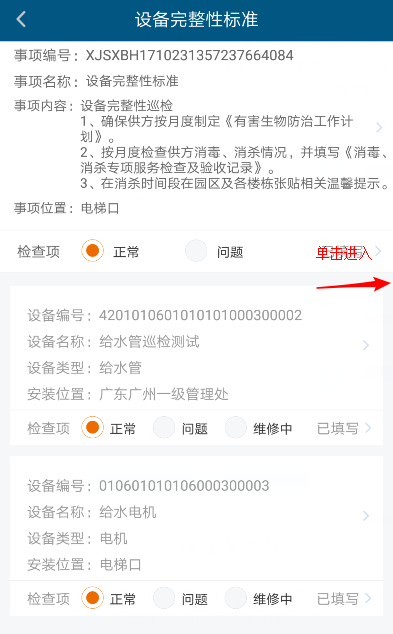 设备完整性标准
事项编号：XJSXBH1710231357237664084
事项名称：设备完整性标准
事项内容：设备完整性巡检
1、确保供方按月度制定《有害生物防治工作计
划》。
2、按月度检查供方消毒、消杀情况，并填写《消毒、
消杀专项服务检查及验收记录》。
3、在消杀时间段在园区及各楼栋张贴相关温馨提示。
事项位置：电梯口
检查项 正常 问题 单击进入
设备编号：4201010601010101000300002
设备名称：给水管巡检测试
设备类型：给水管
安装位置：广东广州一级管理处
检查项 正常 问题 维修中 已填写
设备编号：010601010106000300003
设备名称：给水电机
设备类型：电机
安装位置：电梯口
检查项 正常 问题 维修中 已填写